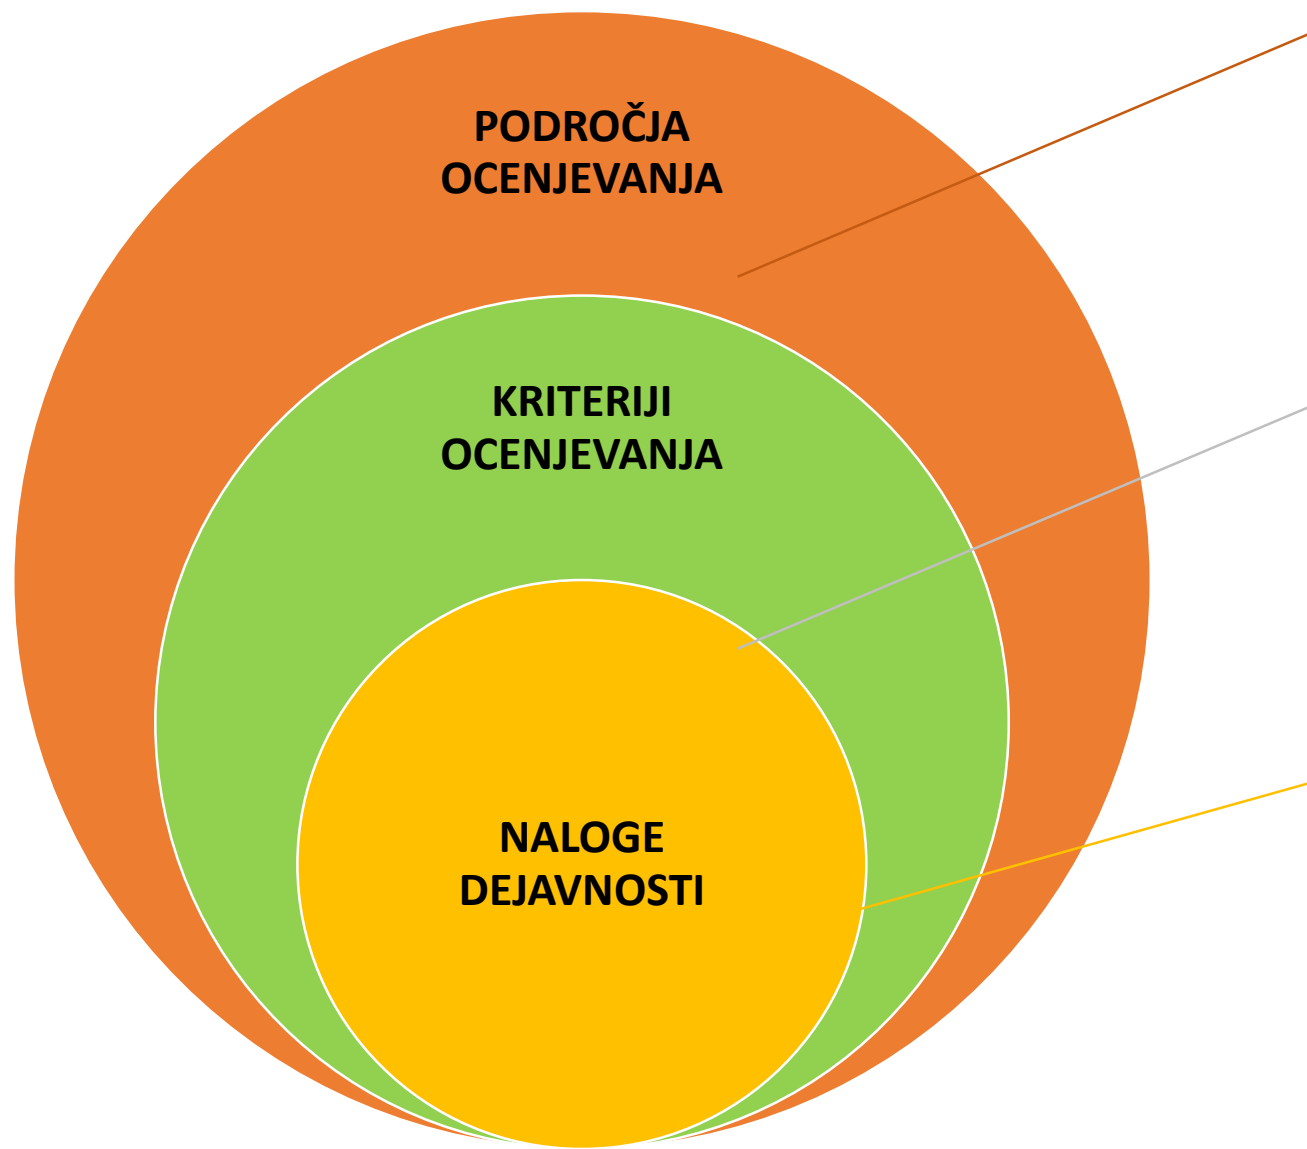 PODROČJA
OCENJEVANJA
KRITERIJI
OCENJEVANJA
NALOGE
DEJAVNOSTI